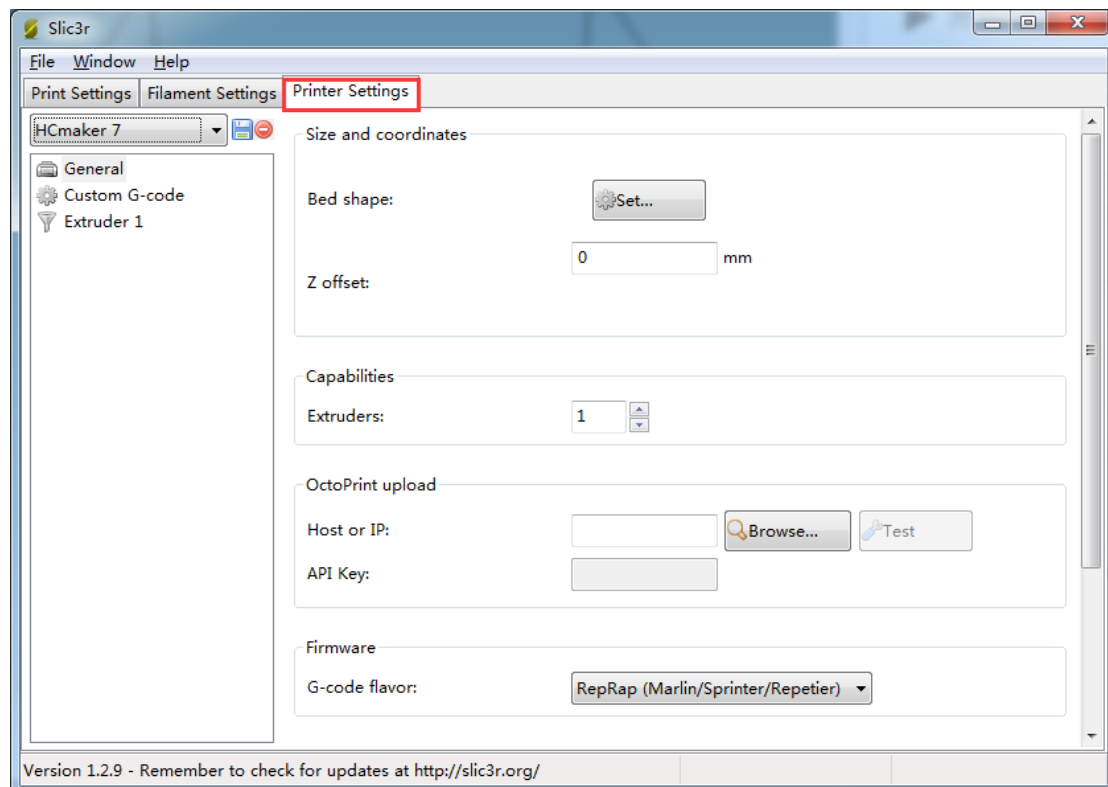 Slic3r
File Window Help
Print Settings Filament Settings Printer Settings
HCmaker 7
General
Custom G-code
Extruder 1
Size and coordinates
Bed shape: Set...
0 mm
Z offset:
Capabilities
Extruders: 1
OctoPrint upload
Host or IP: Browse... Test
API Key:
Firmware
G-code flavor: RepRap (Marlin/Sprinter/Repetier)
Version 1.2.9 - Remember to check for updates at http://slic3r.org/